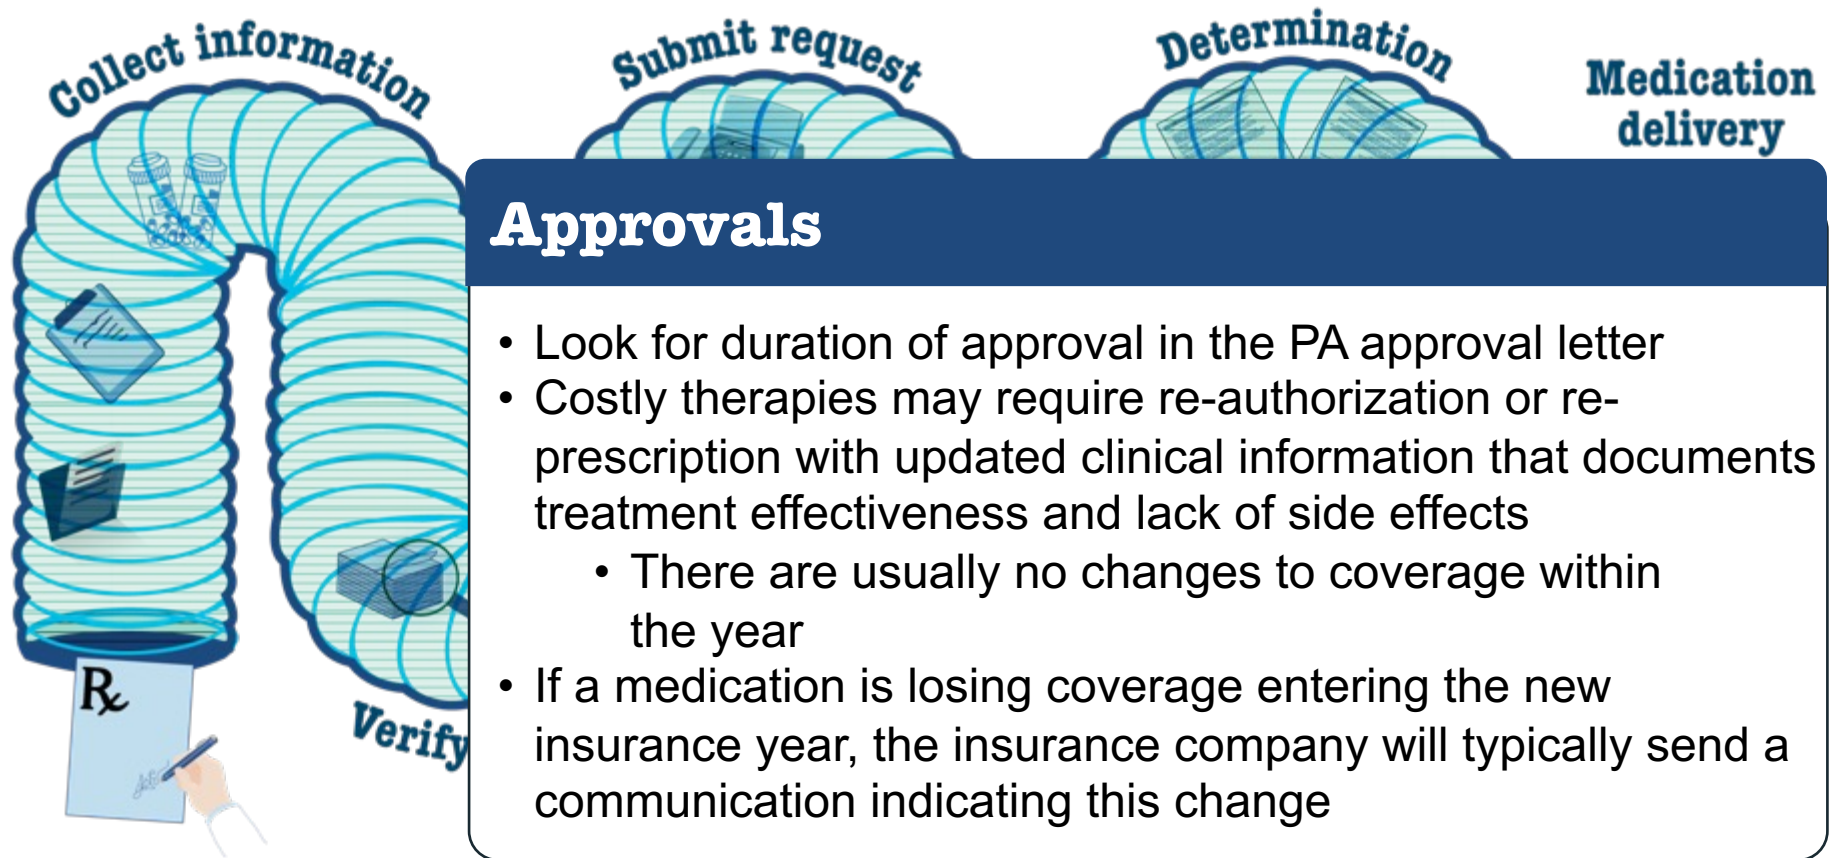 Collect information
Submit request
Determination
Medication
delivery
Approvals
• Look for duration of approval in the PA approval letter
• Costly therapies may require re-authorization or re-
prescription with updated clinical information that documents
treatment effectiveness and lack of side effects
• There are usually no changes to coverage within
the year
• If a medication is losing coverage entering the new
insurance year, the insurance company will typically send a
communication indicating this change
Rx
Verify